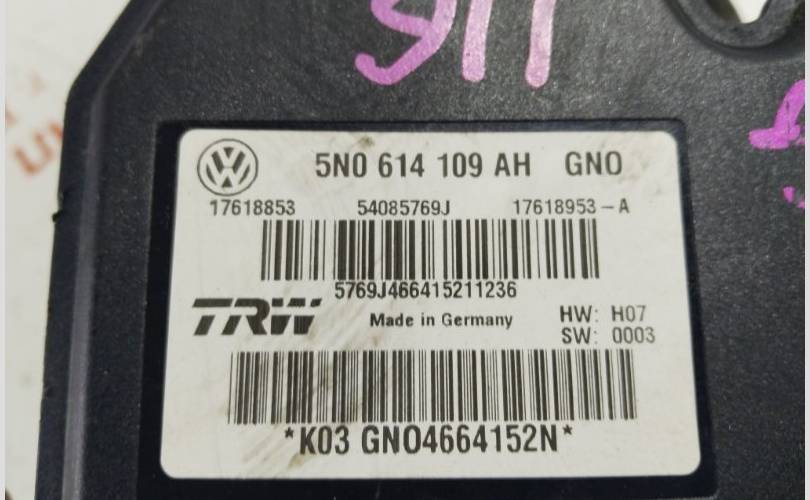 911
5N0 614 109 AH GNO
17618853 54085769J 17618953-A
5769J466415211236
TRW Made in Germany HW: H07
SW: 0003
*K03 GNO4664152N*